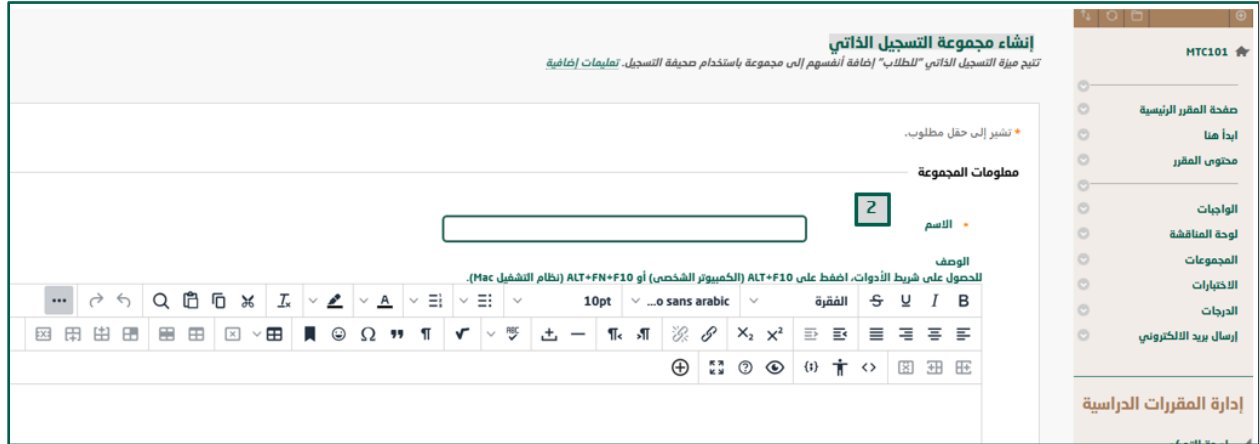 MTC101
صفحة المقرر الرئيسية
ابدأ هنا
محتوى المقرر
الواجبات
لوحة المناقشة
المجموعات
الاختبارات
الدرجات
إرسال بريد الالكتروني
إدارة المقررات الدراسية
إنشاء مجموعة التسجيل الذاتي
تتيح ميزة التسجيل الذاتي "للطلاب" إضافة أنفسهم إلى مجموعة باستخدام صحيفة التسجيل. تعليمات إضافية
* تشير إلى حقل مطلوب.
معلومات المجموعة
* الاسم
2
الوصف
للحصول على شريط الأدوات، اضغط على ALT+F10 (الكمبيوتر الشخصي) أو ALT+FN+F10 (نظام التشغيل Mac).
B I U S الفقرة ...o sans arabic 10pt